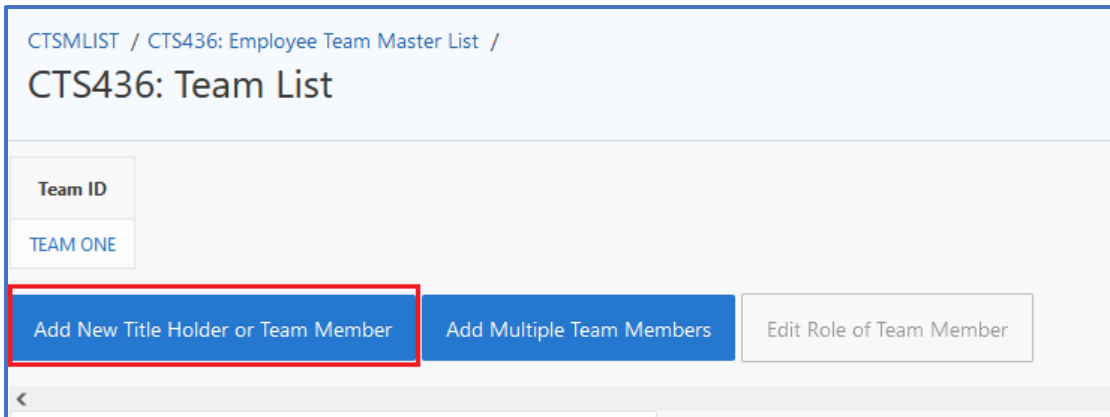 CTSMLIST / CTS436: Employee Team Master List /
CTS436: Team List
Team ID
TEAM ONE
Add New Title Holder or Team Member Add Multiple Team Members Edit Role of Team Member